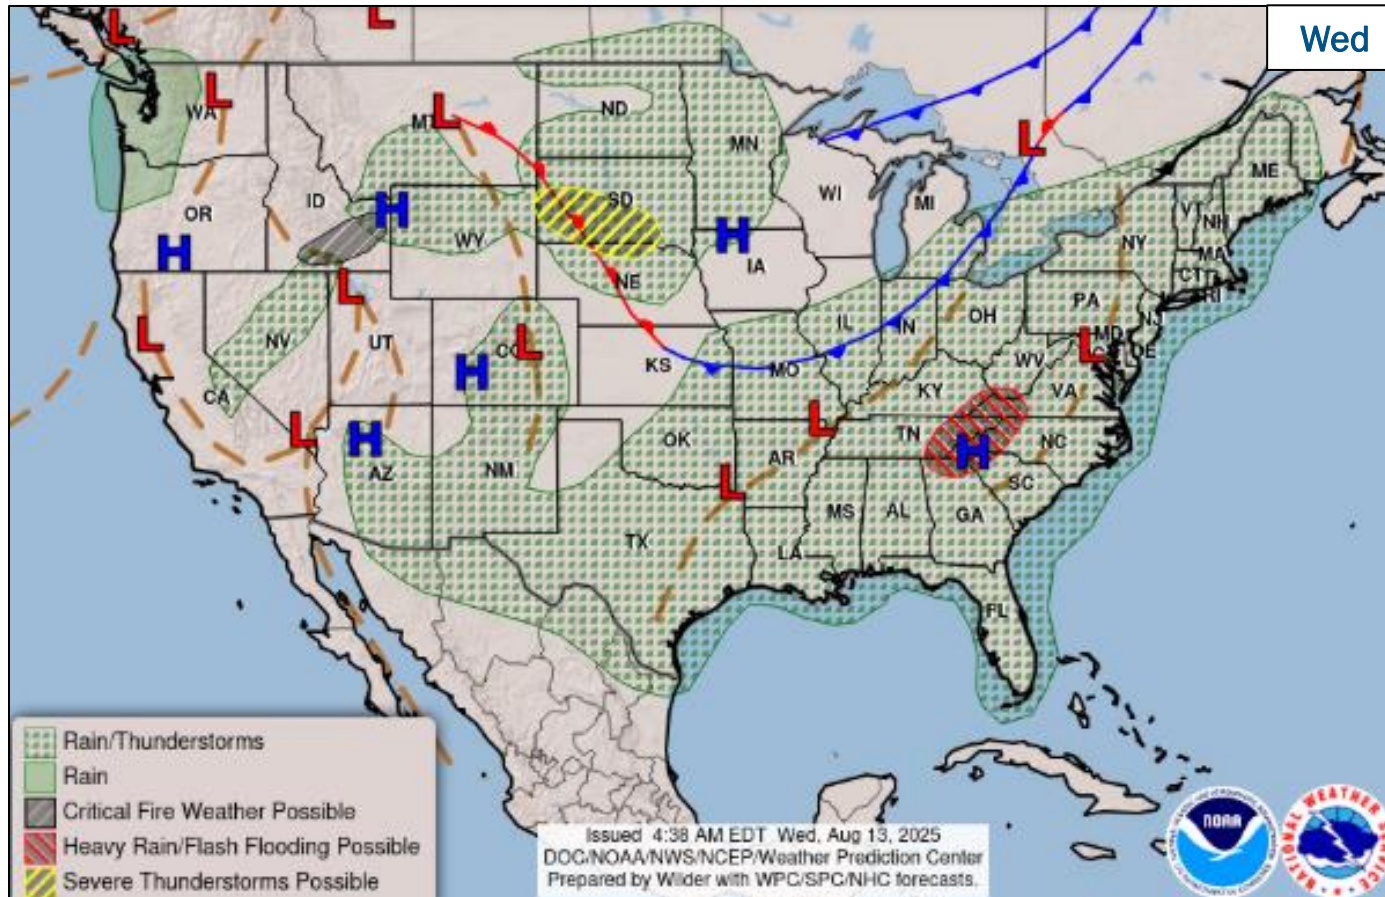 Wed
L
L
L
WA
L
MT
ND
MN
L
ME
WI
MI
ID
H
SD
OR
VT
NH
WY
H
NY
H
MA
IA
CT
RI
NE
L
PA
NV
UT
IL
IN
OH
NJ
L
CO
L
MD
DE
L
KS
MO
WV
H
KY
VA
CA
L
L
TN
NC
H
OK
AR
H
AZ
NM
L
SC
MS
AL
GA
TX
LA
FL
Rain/Thunderstorms
Rain
Critical Fire Weather Possible
Heavy Rain/Flash Flooding Possible
Severe Thunderstorms Possible
Issued 4:38 AM EDT Wed, Aug 13, 2025
DOC/NOAA/NWS/NCEP/Weather Prediction Center
Prepared by Wilder with WPC/SPC/NHC forecasts.
NOAA
NATIONAL WEATHER SERVICE